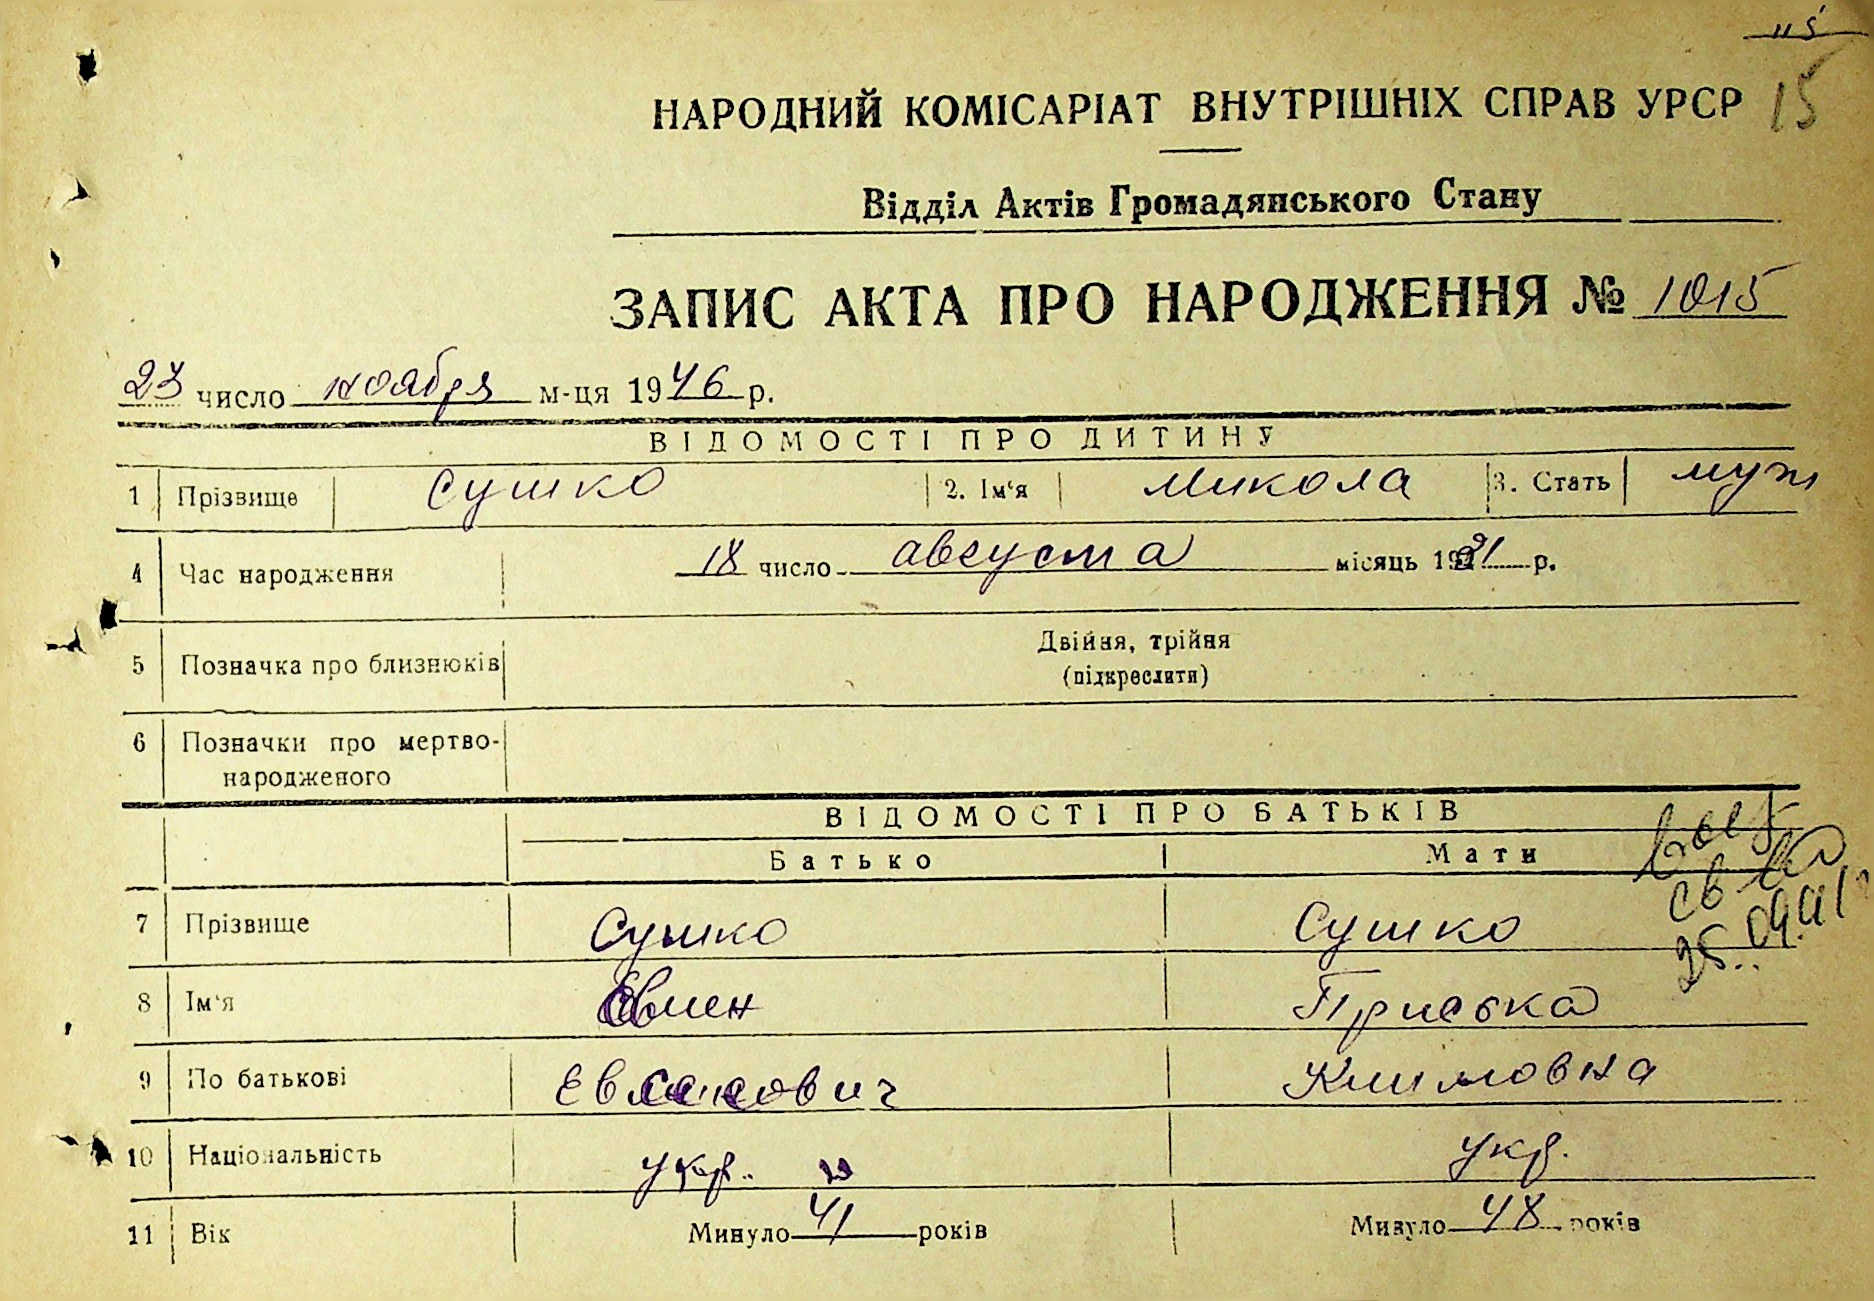 115
15
НАРОДНИЙ КОМІСАРІАТ ВНУТРІШНІХ СПРАВ УРСР
Відділ Актів Громадянського Стану
ЗАПИС АКТА ПРО НАРОДЖЕННЯ № 1015
23 число ноября м-ця 1946 р.
ВІДОМОСТІ ПРО ДИТИНУ
1 Прізвище Сушко 2. Ім'я Микола 3. Стать муж
4 Час народження 18 число августа місяць 19 р.
5 Позначка про близнюків Двійня, трійня
(підкреслити)
6 Позначки про мертво-
народженого
ВІДОМОСТІ ПРО БАТЬКІВ
Батько Мати
7 Прізвище Сушко Сушко
8 Ім'я Приська
9 По батькові Климовна
10 Національність укр. укр.
11 Вік Минуло 41 років Минуло 48 років